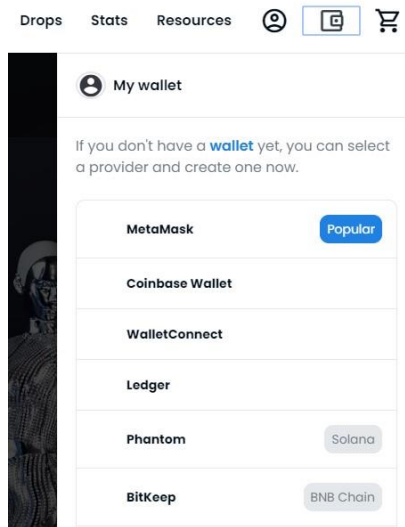 Drops Stats Resources
My wallet
If you don't have a wallet yet, you can select
a provider and create one now.
MetaMask Popular
Coinbase Wallet
WalletConnect
Ledger
Phantom Solana
BitKeep BNB Chain